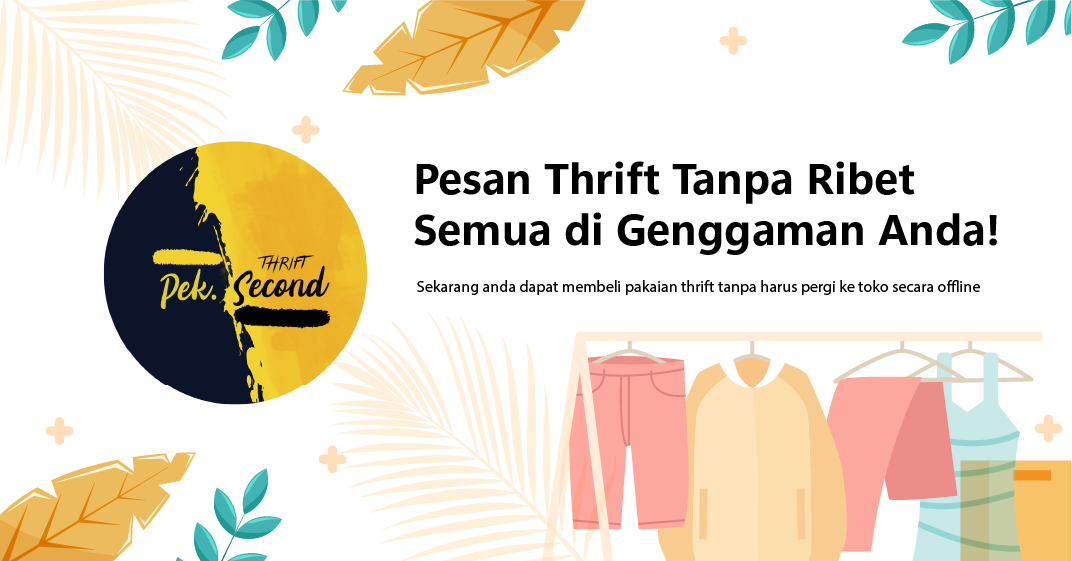 Pesan Thrift Tanpa Ribet
Semua di Genggaman Anda!
Sekarang anda dapat membeli pakaian thrift tanpa harus pergi ke toko secara offline
THRIFT
Pek. Second